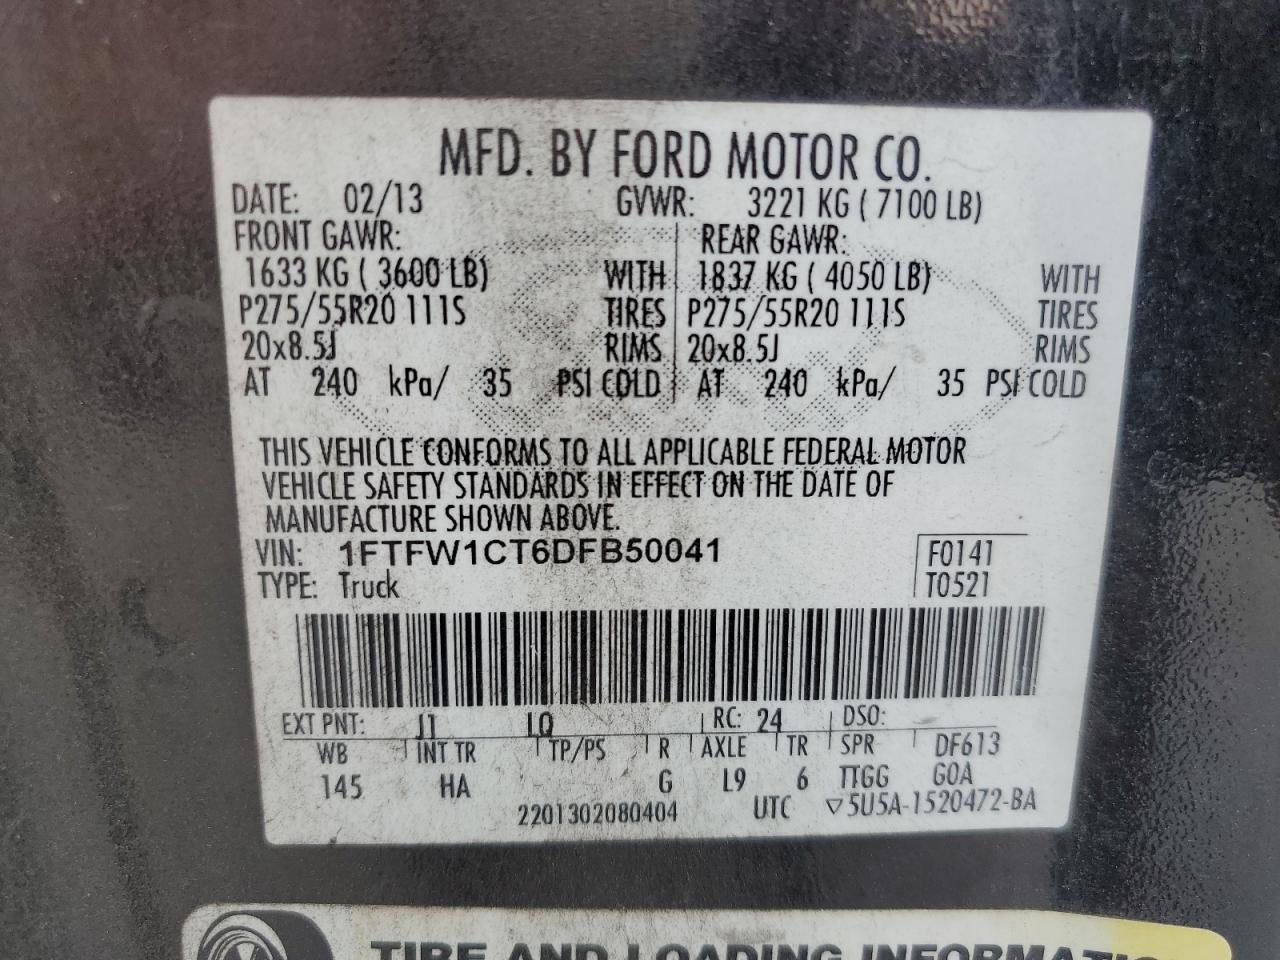 MFD. BY FORD MOTOR CO.
DATE: 02/13 GVWR: 3221 KG ( 7100 LB)
FRONT GAWR: REAR GAWR:
1633 KG ( 3600 LB) WITH 1837 KG ( 4050 LB) WITH
P275/55R20 111S TIRES P275/55R20 111S TIRES
20x8.5J RIMS 20x8.5J RIMS
AT 240 kPa/ 35 PSI COLD AT 240 kPa/ 35 PSI COLD
THIS VEHICLE CONFORMS TO ALL APPLICABLE FEDERAL MOTOR
VEHICLE SAFETY STANDARDS IN EFFECT ON THE DATE OF
MANUFACTURE SHOWN ABOVE.
VIN: 1FTFW1CT6DFB50041 F0141
TYPE: Truck T0521
EXT PNT: J1 LQ RC: 24 DSO:
WB INT TR TP/PS R AXLE TR SPR DF613
145 HA G L9 6 TTGG G0A
2201302080404 UTC ▽5U5A-1520472-BA
TIRE AND LOADING INFORMATION